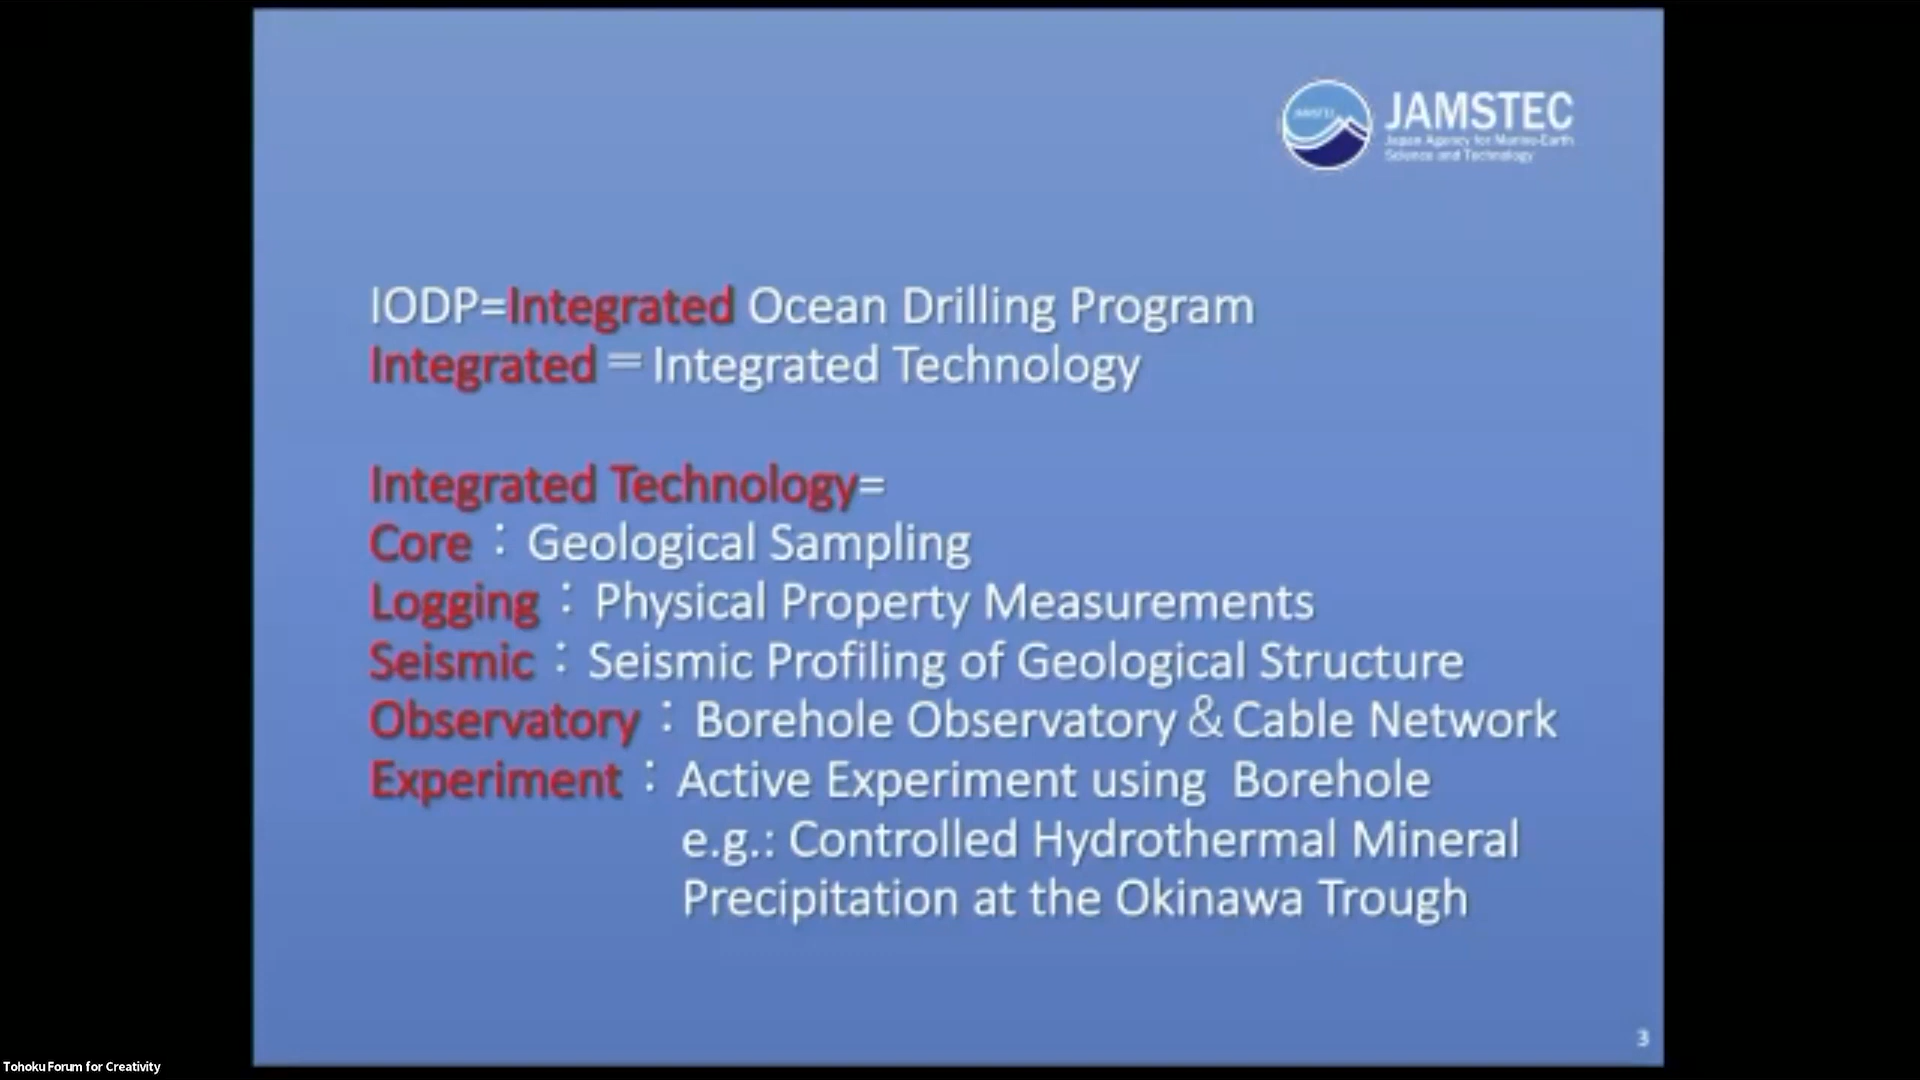 JAMSTEC
Japan Agency for Marine-Earth
Science and Technology
IODP=Integrated Ocean Drilling Program
Integrated＝Integrated Technology
Integrated Technology=
Core：Geological Sampling
Logging：Physical Property Measurements
Seismic：Seismic Profiling of Geological Structure
Observatory：Borehole Observatory＆Cable Network
Experiment：Active Experiment using Borehole
e.g.: Controlled Hydrothermal Mineral
Precipitation at the Okinawa Trough
3
Tohoku Forum for Creativity